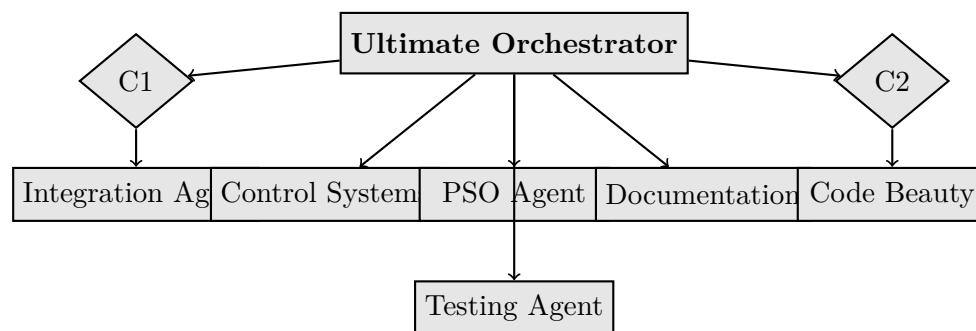 Ultimate Orchestrator
C1
C2
Integration Ag
Control System
PSO Agent
Documentation
Code Beauty
Testing Agent